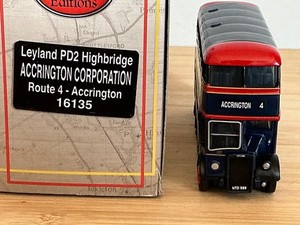 Editions
Leyland PD2 Highbridge
ACCRINGTON CORPORATION
Route 4 - Accrington
16135
ACCRINGTON 4